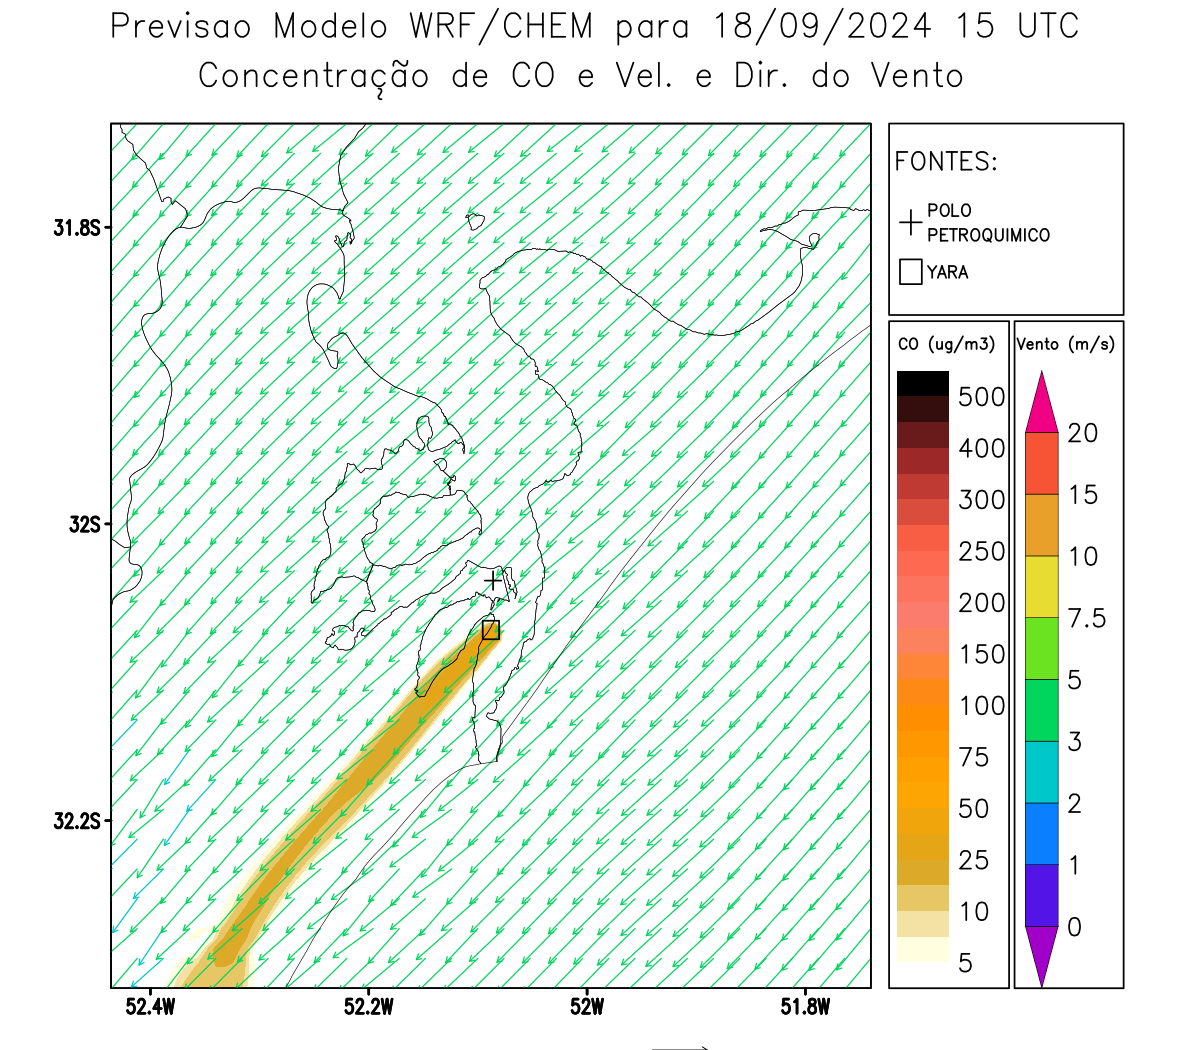 Previsao Modelo WRF/CHEM para 18/09/2024 15 UTC
Concentração de CO e Vel. e Dir. do Vento
FONTES:
POLO
PETROQUIMICO
YARA
CO (ug/m3)
500
400
300
250
200
150
100
75
50
25
10
5
Vento (m/s)
20
15
10
7.5
5
3
2
1
0
31.8S
32S
32.2S
52.4W
52.2W
52W
51.8W